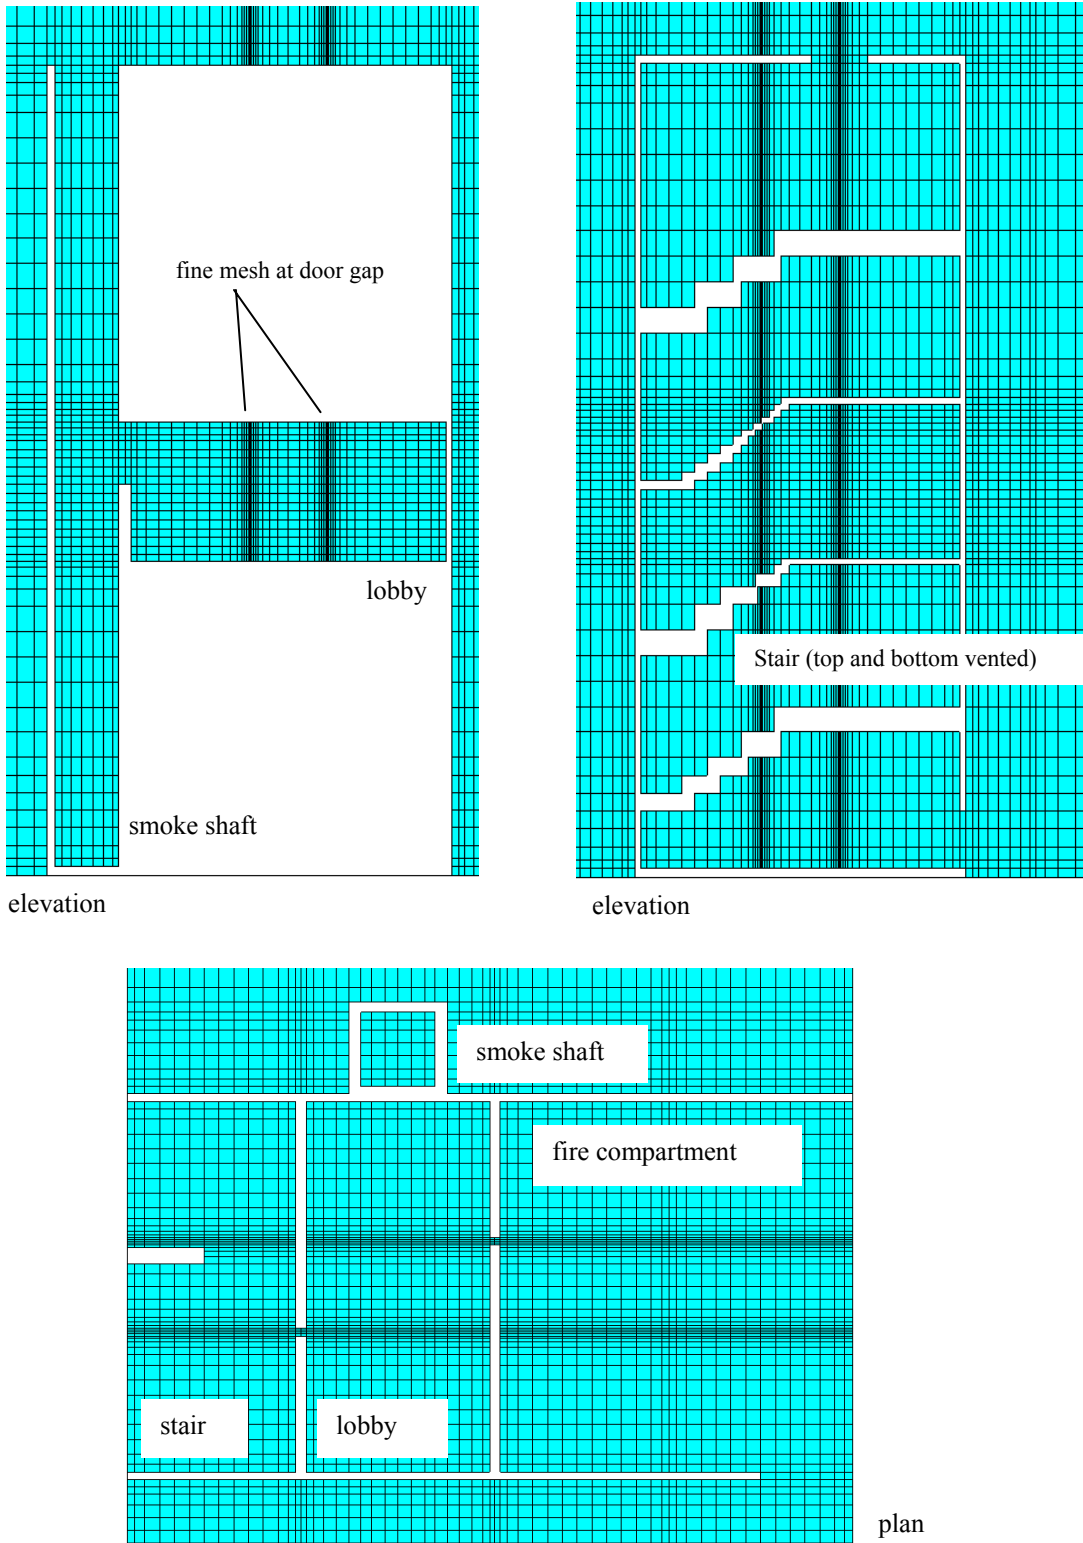 fine mesh at door gap
lobby
smoke shaft
elevation
Stair (top and bottom vented)
elevation
smoke shaft
fire compartment
stair
lobby
plan